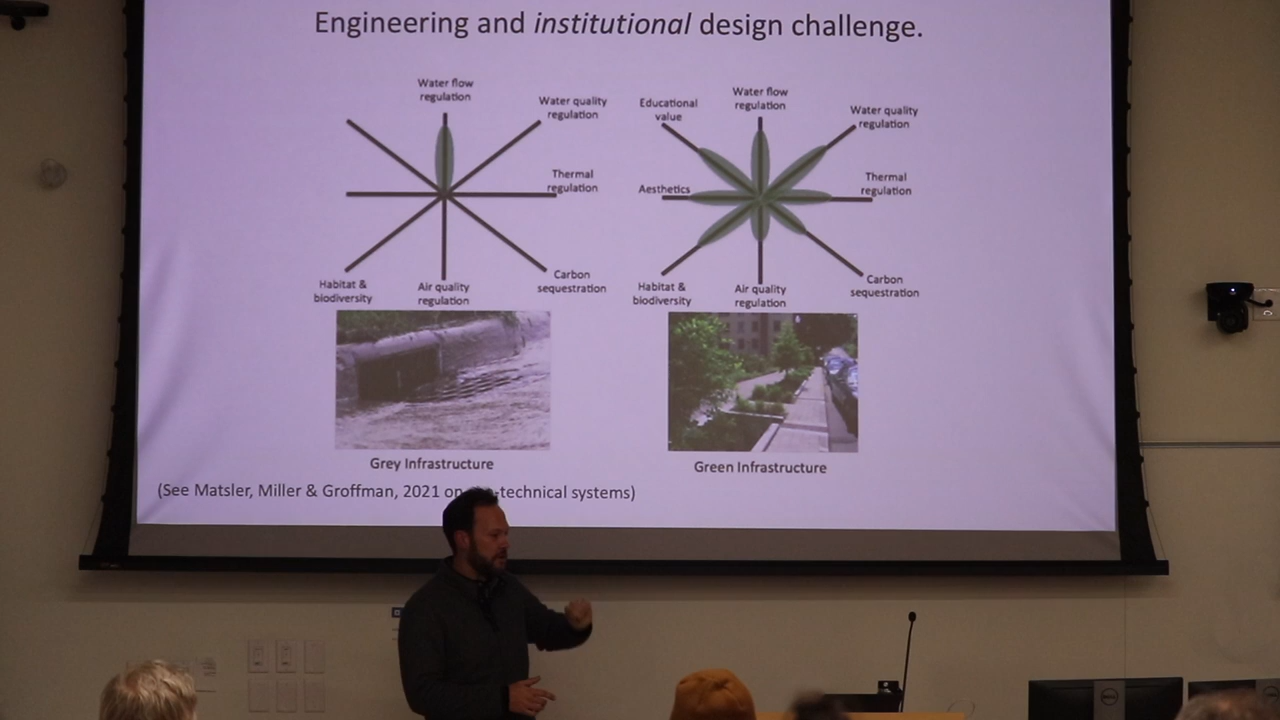 Engineering and institutional design challenge.
Water flow
regulation
Water quality
regulation
Thermal
regulation
Carbon
sequestration
Air quality
regulation
Habitat &
biodiversity
Grey Infrastructure
Educational
value
Water flow
regulation
Water quality
regulation
Aesthetics
Thermal
regulation
Habitat &
biodiversity
Air quality
regulation
Carbon
sequestration
Green Infrastructure
(See Matsler, Miller & Groffman, 2021 on -technical systems)
DELL